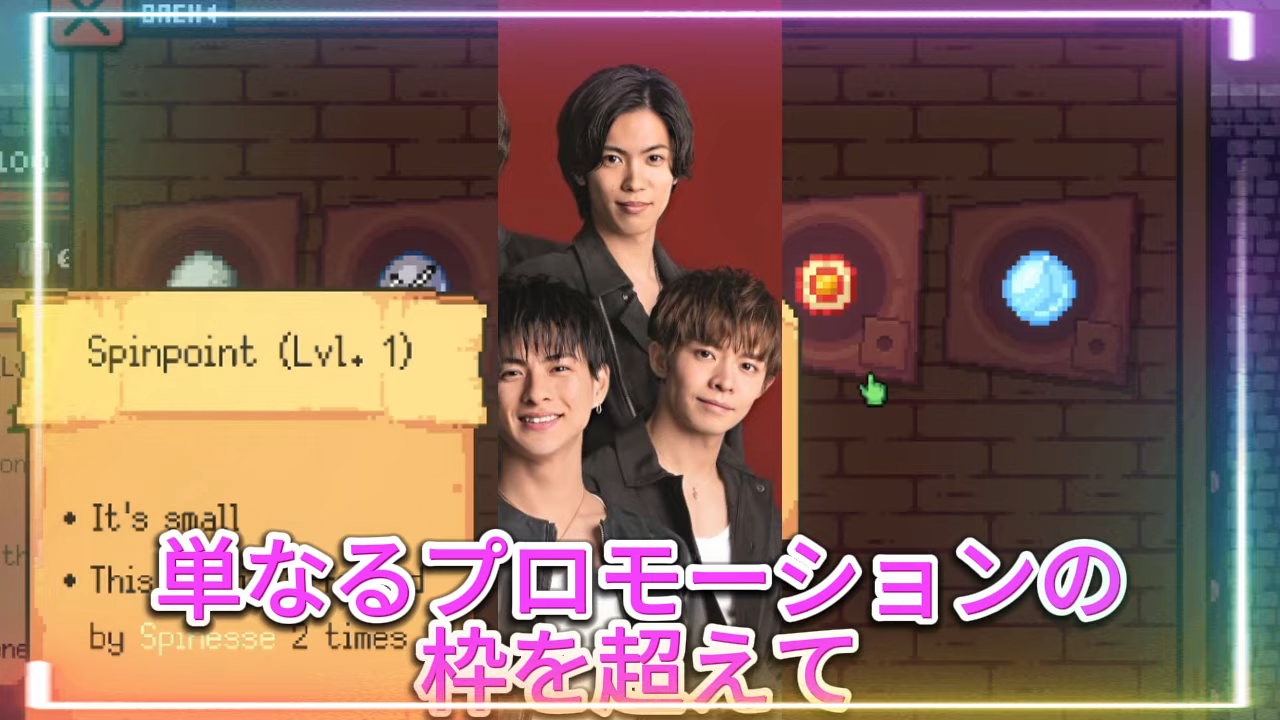 100
Spinpoint (Lvl. 1)
• It's small
• This
by Spinesse 2 times
単なるプロモーションの
枠を超えて